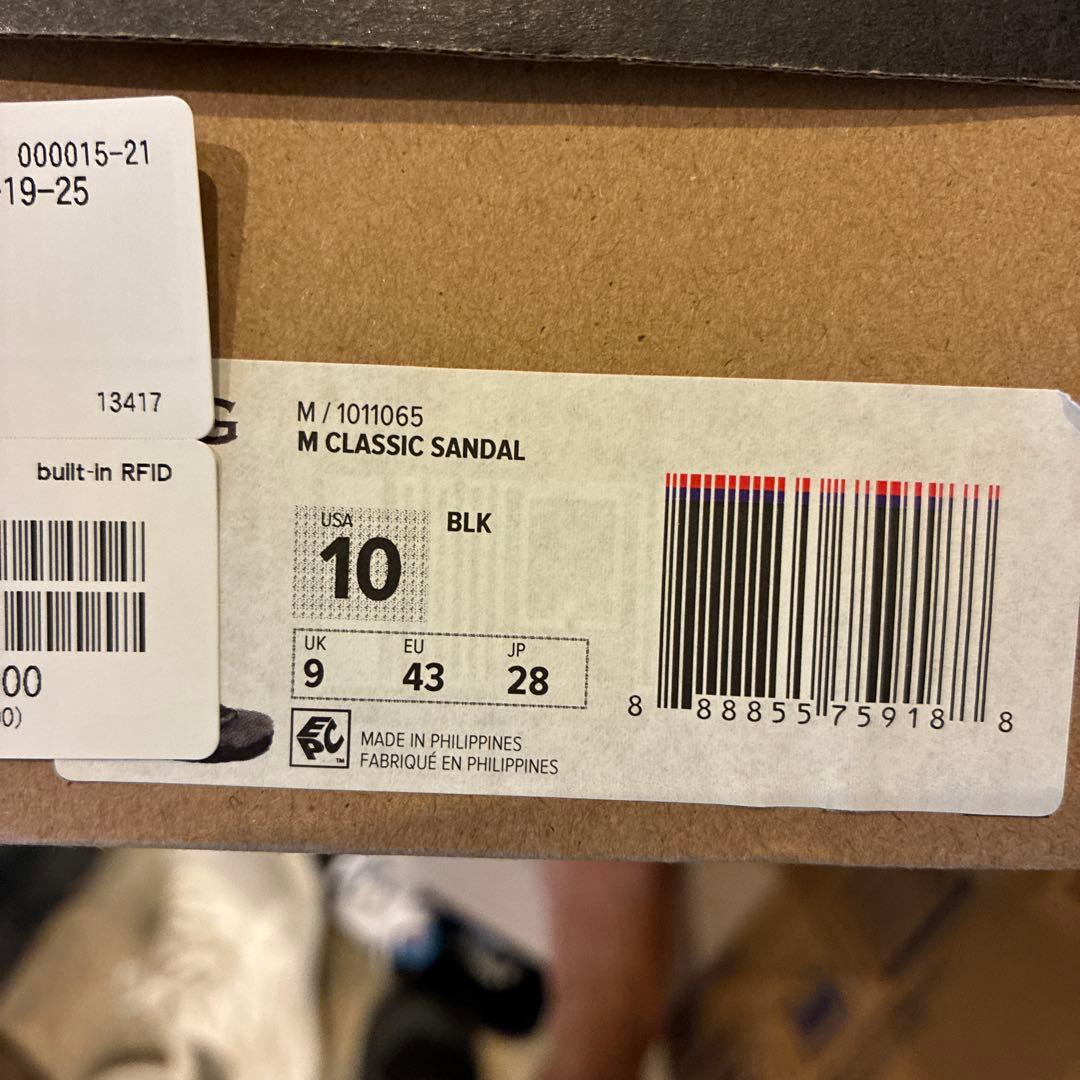 000015-21
-19-25
13417
built-in RFID
00
0)
G
M / 1011065
M CLASSIC SANDAL
USA
10
BLK
UK
9
EU
43
JP
28
EPC™
MADE IN PHILIPPINES
FABRIQUÉ EN PHILIPPINES
8 88855 75918 8